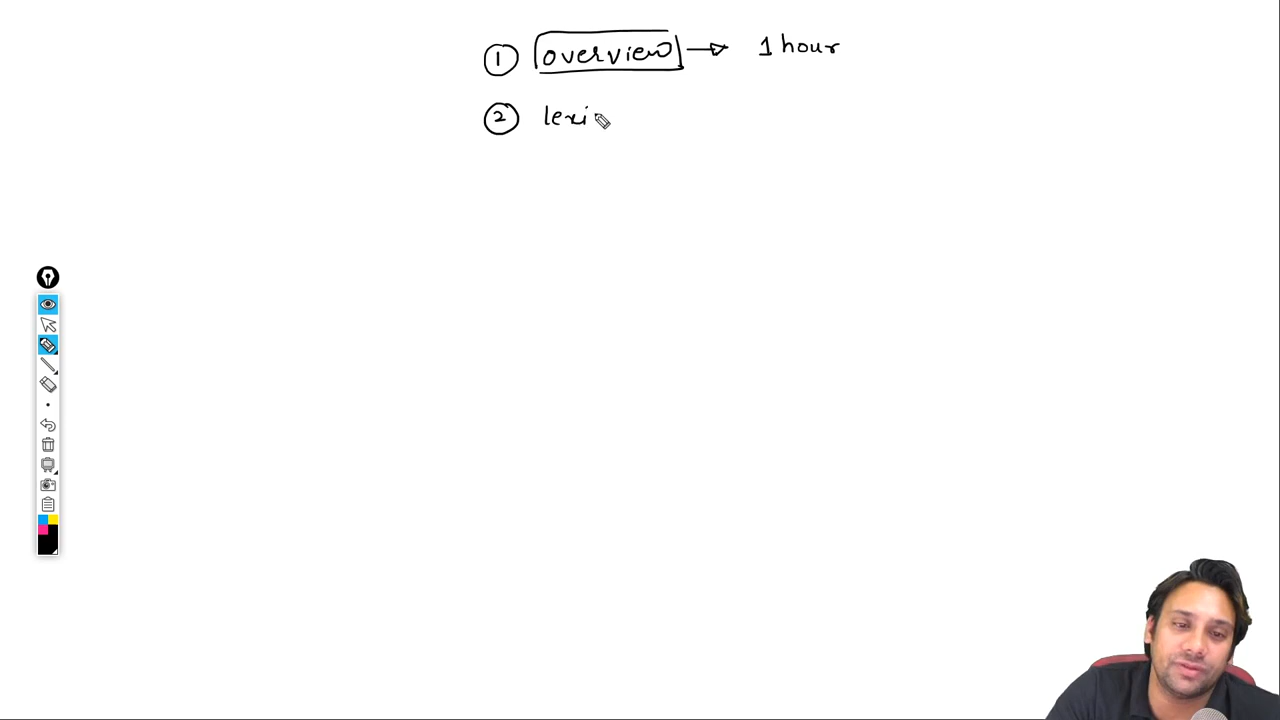 ① overview → 1 hour
② lexi